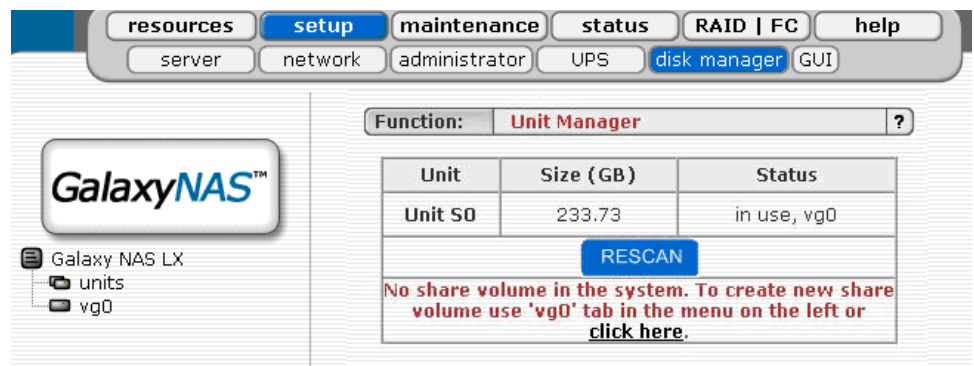 resources setup maintenance status RAID | FC help
server network administrator UPS disk manager GUI
Function: Unit Manager ?
GalaxyNAS™
Galaxy NAS LX
units
vg0
Unit Size (GB) Status
Unit S0 233.73 in use, vg0
RESCAN
No share volume in the system. To create new share
volume use 'vg0' tab in the menu on the left or
click here.